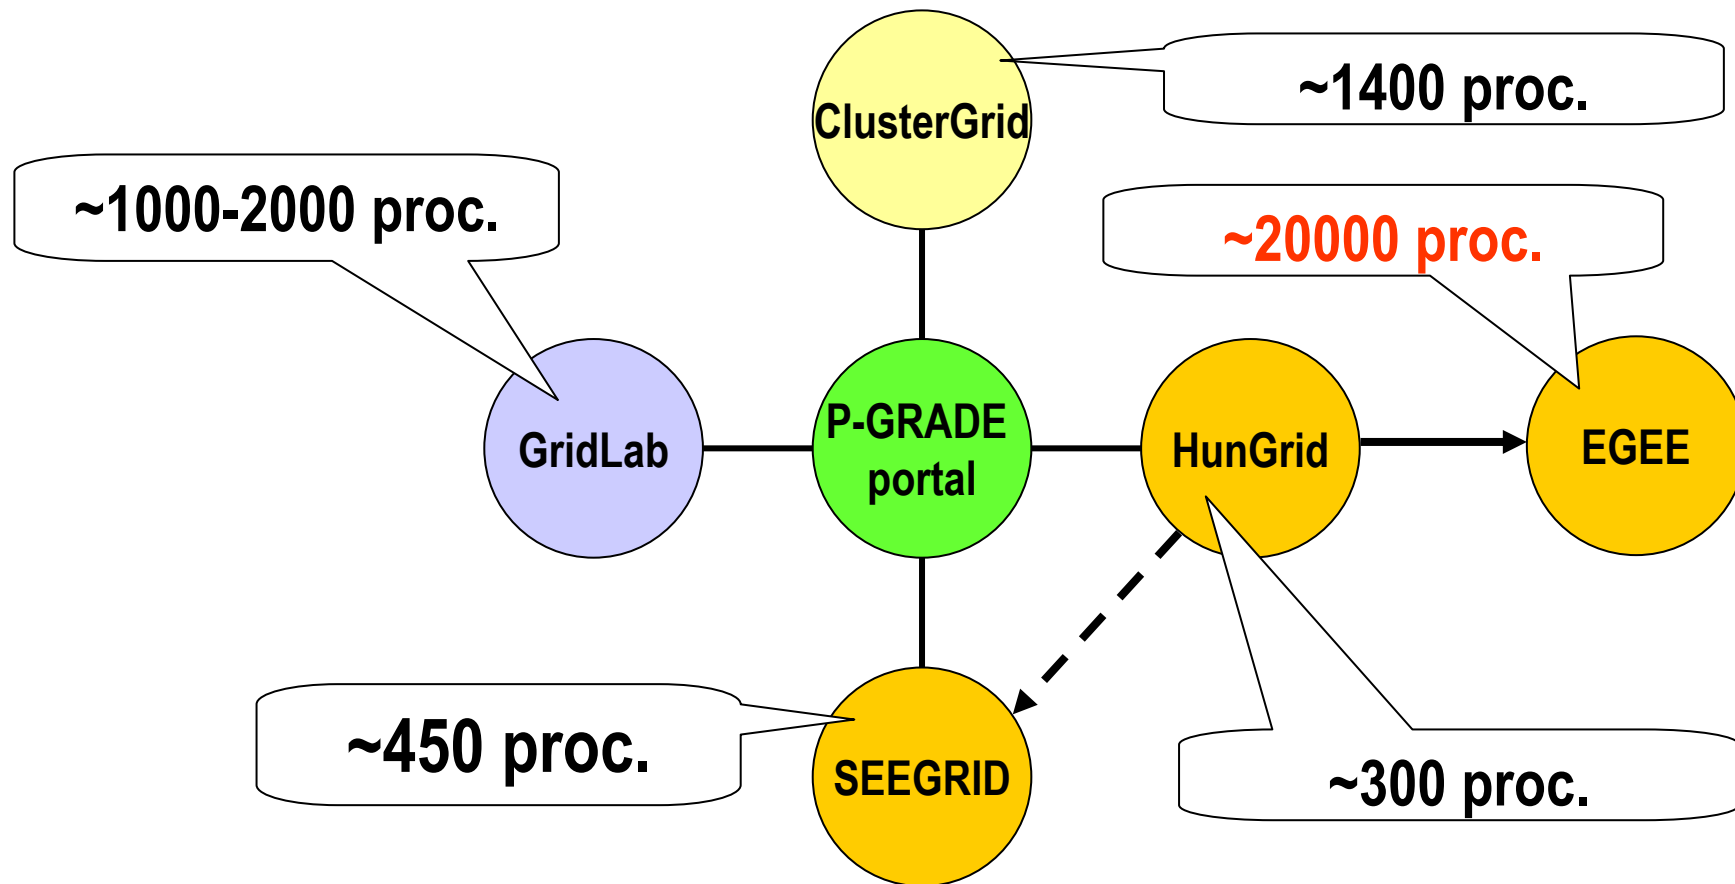 ~1400 proc.
ClusterGrid
~1000-2000 proc.
~20000 proc.
GridLab
P-GRADE
portal
HunGrid
EGEE
~450 proc.
SEEGRID
~300 proc.